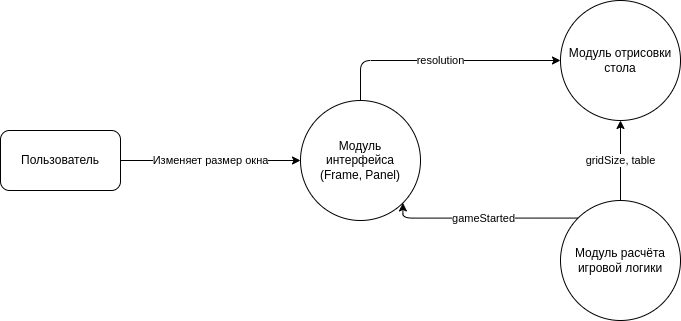 Модуль отрисовки
стола
resolution
Модуль
интерфейса
(Frame, Panel)
Пользователь
Изменяет размер окна
gridSize, table
gameStarted
Модуль расчёта
игровой логики